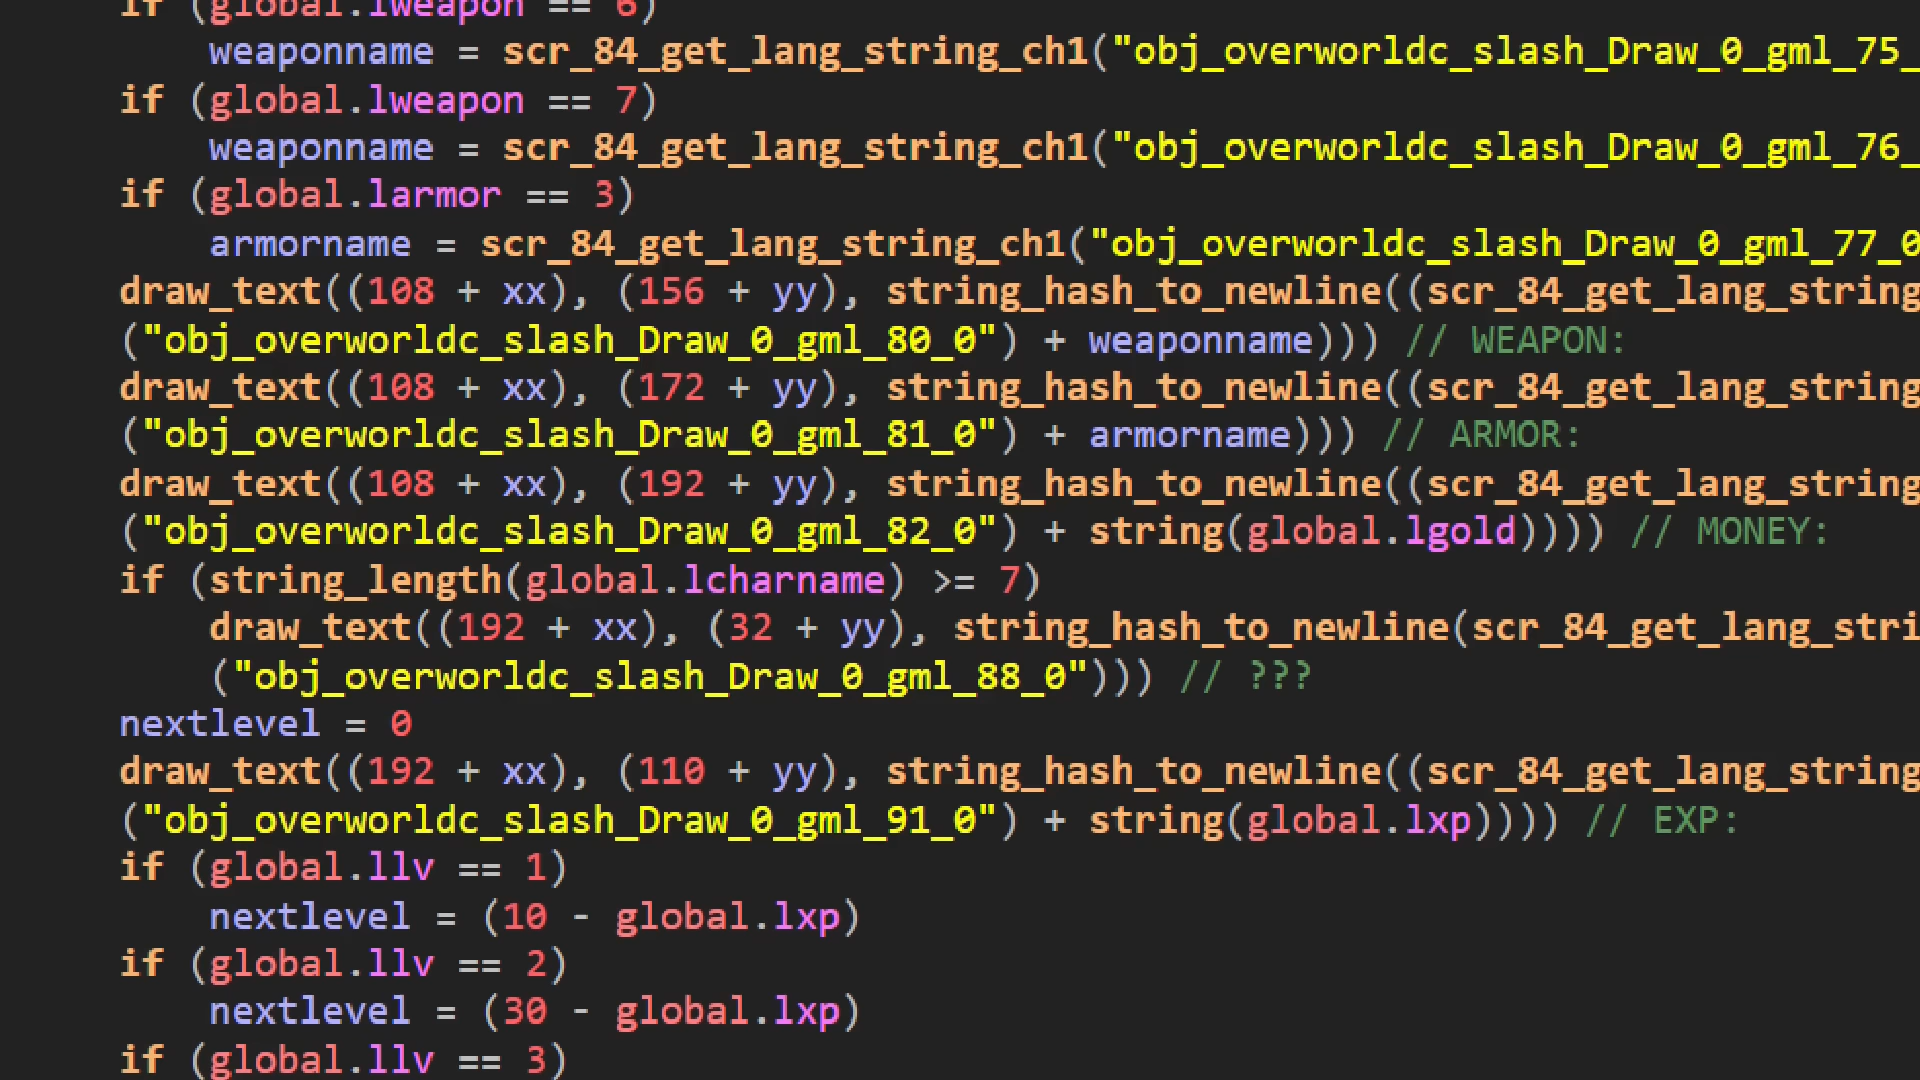 if (global.lweapon == 6)
weaponname = scr_84_get_lang_string_ch1("obj_overworldc_slash_Draw_0_gml_75_
if (global.lweapon == 7)
weaponname = scr_84_get_lang_string_ch1("obj_overworldc_slash_Draw_0_gml_76_
if (global.larmor == 3)
armorname = scr_84_get_lang_string_ch1("obj_overworldc_slash_Draw_0_gml_77_0
draw_text((108 + xx), (156 + yy), string_hash_to_newline((scr_84_get_lang_string
("obj_overworldc_slash_Draw_0_gml_80_0") + weaponname))) // WEAPON:
draw_text((108 + xx), (172 + yy), string_hash_to_newline((scr_84_get_lang_string
("obj_overworldc_slash_Draw_0_gml_81_0") + armorname))) // ARMOR:
draw_text((108 + xx), (192 + yy), string_hash_to_newline((scr_84_get_lang_string
("obj_overworldc_slash_Draw_0_gml_82_0") + string(global.lgold)))) // MONEY:
if (string_length(global.lcharname) >= 7)
draw_text((192 + xx), (32 + yy), string_hash_to_newline(scr_84_get_lang_stri
("obj_overworldc_slash_Draw_0_gml_88_0"))) // ???
nextlevel = 0
draw_text((192 + xx), (110 + yy), string_hash_to_newline((scr_84_get_lang_string
("obj_overworldc_slash_Draw_0_gml_91_0") + string(global.lxp)))) // EXP:
if (global.llv == 1)
nextlevel = (10 - global.lxp)
if (global.llv == 2)
nextlevel = (30 - global.lxp)
if (global.llv == 3)